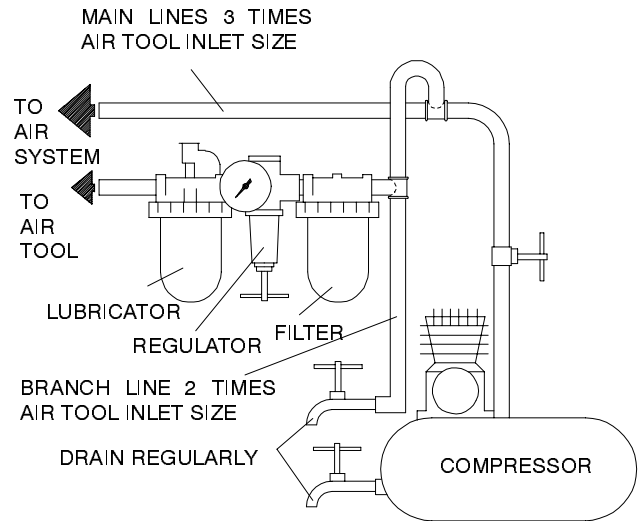 MAIN LINES 3 TIMES
AIR TOOL INLET SIZE
TO
AIR
SYSTEM
TO
AIR
TOOL
LUBRICATOR
REGULATOR
FILTER
BRANCH LINE 2 TIMES
AIR TOOL INLET SIZE
DRAIN REGULARLY
COMPRESSOR